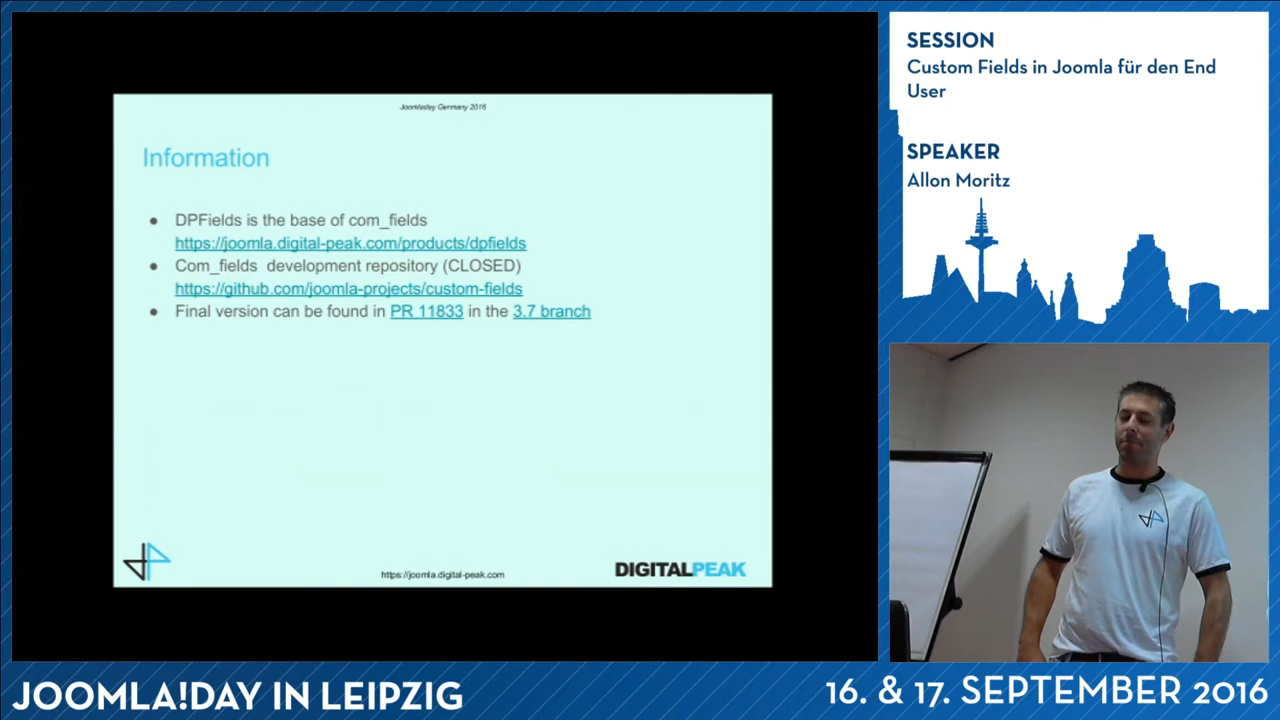 Joomladay Germany 2016
Information
● DPFields is the base of com_fields
https://joomla.digital-peak.com/products/dpfields
● Com_fields development repository (CLOSED)
https://github.com/joomla-projects/custom-fields
● Final version can be found in PR 11833 in the 3.7 branch
https://joomla.digital-peak.com
DIGITALPEAK
SESSION
Custom Fields in Joomla für den End
User
SPEAKER
Allon Moritz
JOOMLA!DAY IN LEIPZIG
16. & 17. SEPTEMBER 2016